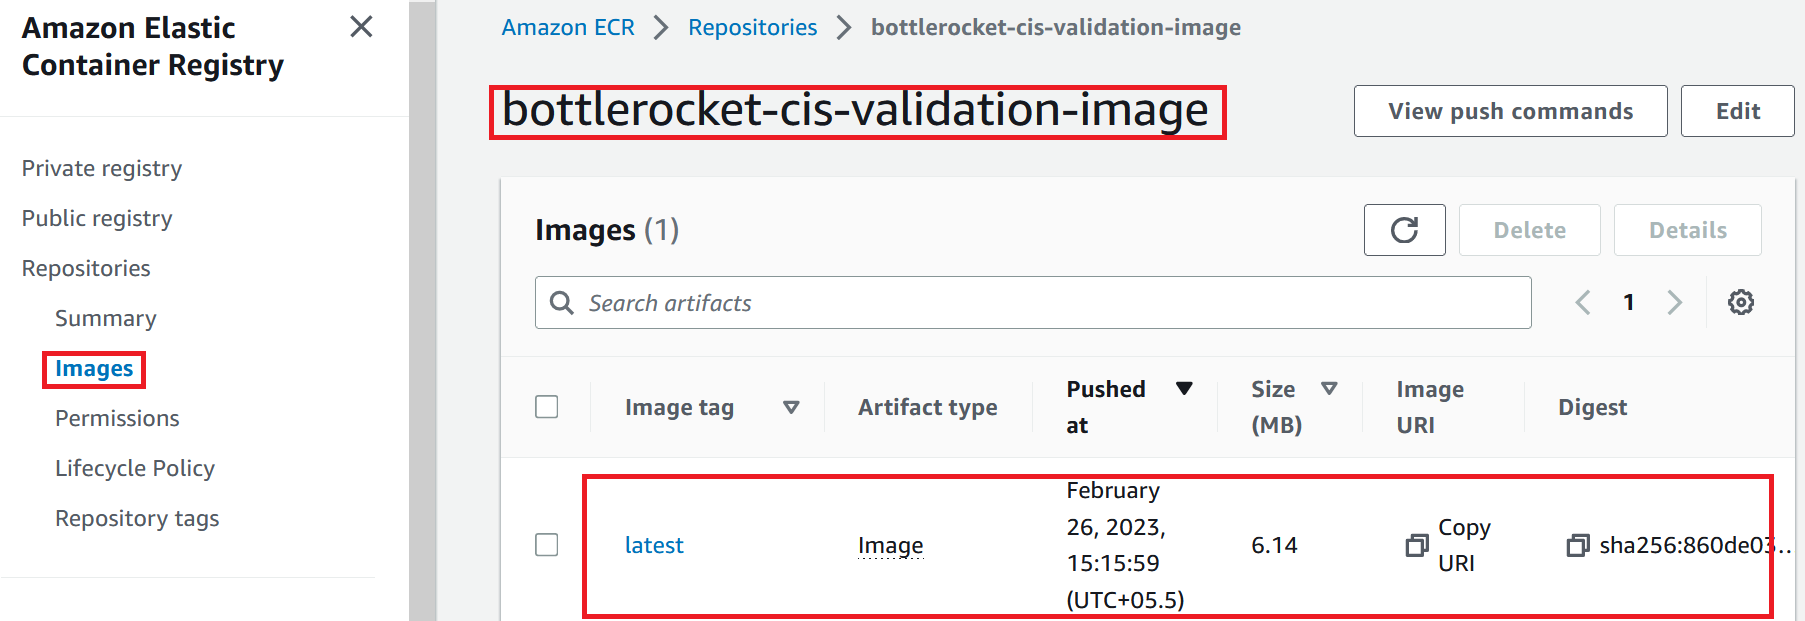 Amazon Elastic
Container Registry
Private registry
Public registry
Repositories
Summary
Images
Permissions
Lifecycle Policy
Repository tags
Amazon ECR > Repositories > bottlerocket-cis-validation-image
bottlerocket-cis-validation-image
View push commands
Edit
Images (1)
Delete
Details
Search artifacts
1
Image tag
Artifact type
Pushed
at
Size
(MB)
Image
URI
Digest
latest
Image
February
26, 2023,
15:15:59
(UTC+05.5)
6.14
Copy
URI
sha256:860de03...